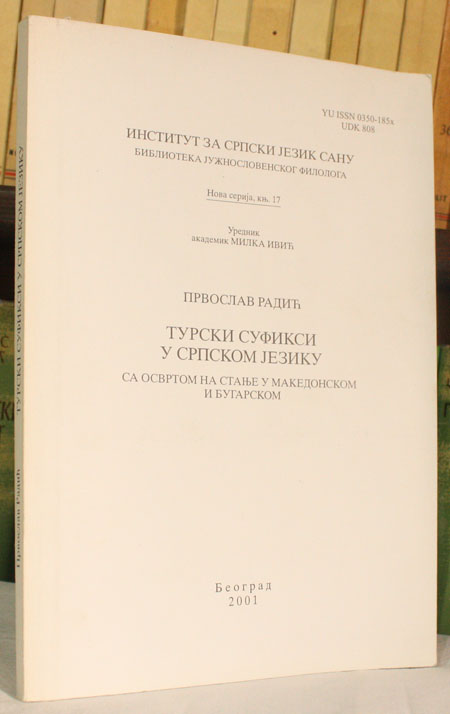 YU ISSN 0350-185x
UDK 808
ИНСТИТУТ ЗА СРПСКИ ЈЕЗИК САНУ
БИБЛИОТЕКА ЈУЖНОСЛОВЕНСКОГ ФИЛОЛОГА
Нова серија, књ. 17
Уредник
академик МИЛКА ИВИЋ
ПРВОСЛАВ РАДИЋ
ТУРСКИ СУФИКСИ
У СРПСКОМ ЈЕЗИКУ
СА ОСВРТОМ НА СТАЊЕ У МАКЕДОНСКОМ
И БУГАРСКОМ
Београд
2001
Првослав Радић ТУРСКИ СУФИКСИ У СРПСКОМ ЈЕЗИКУ